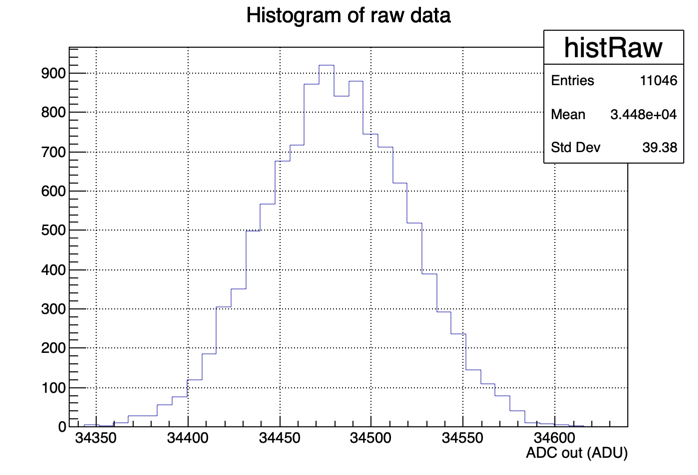 Histogram of raw data
histRaw
Entries 11046
Mean 3.448e+04
Std Dev 39.38
900
800
700
600
500
400
300
200
100
0
34350 34400 34450 34500 34550 34600
ADC out (ADU)